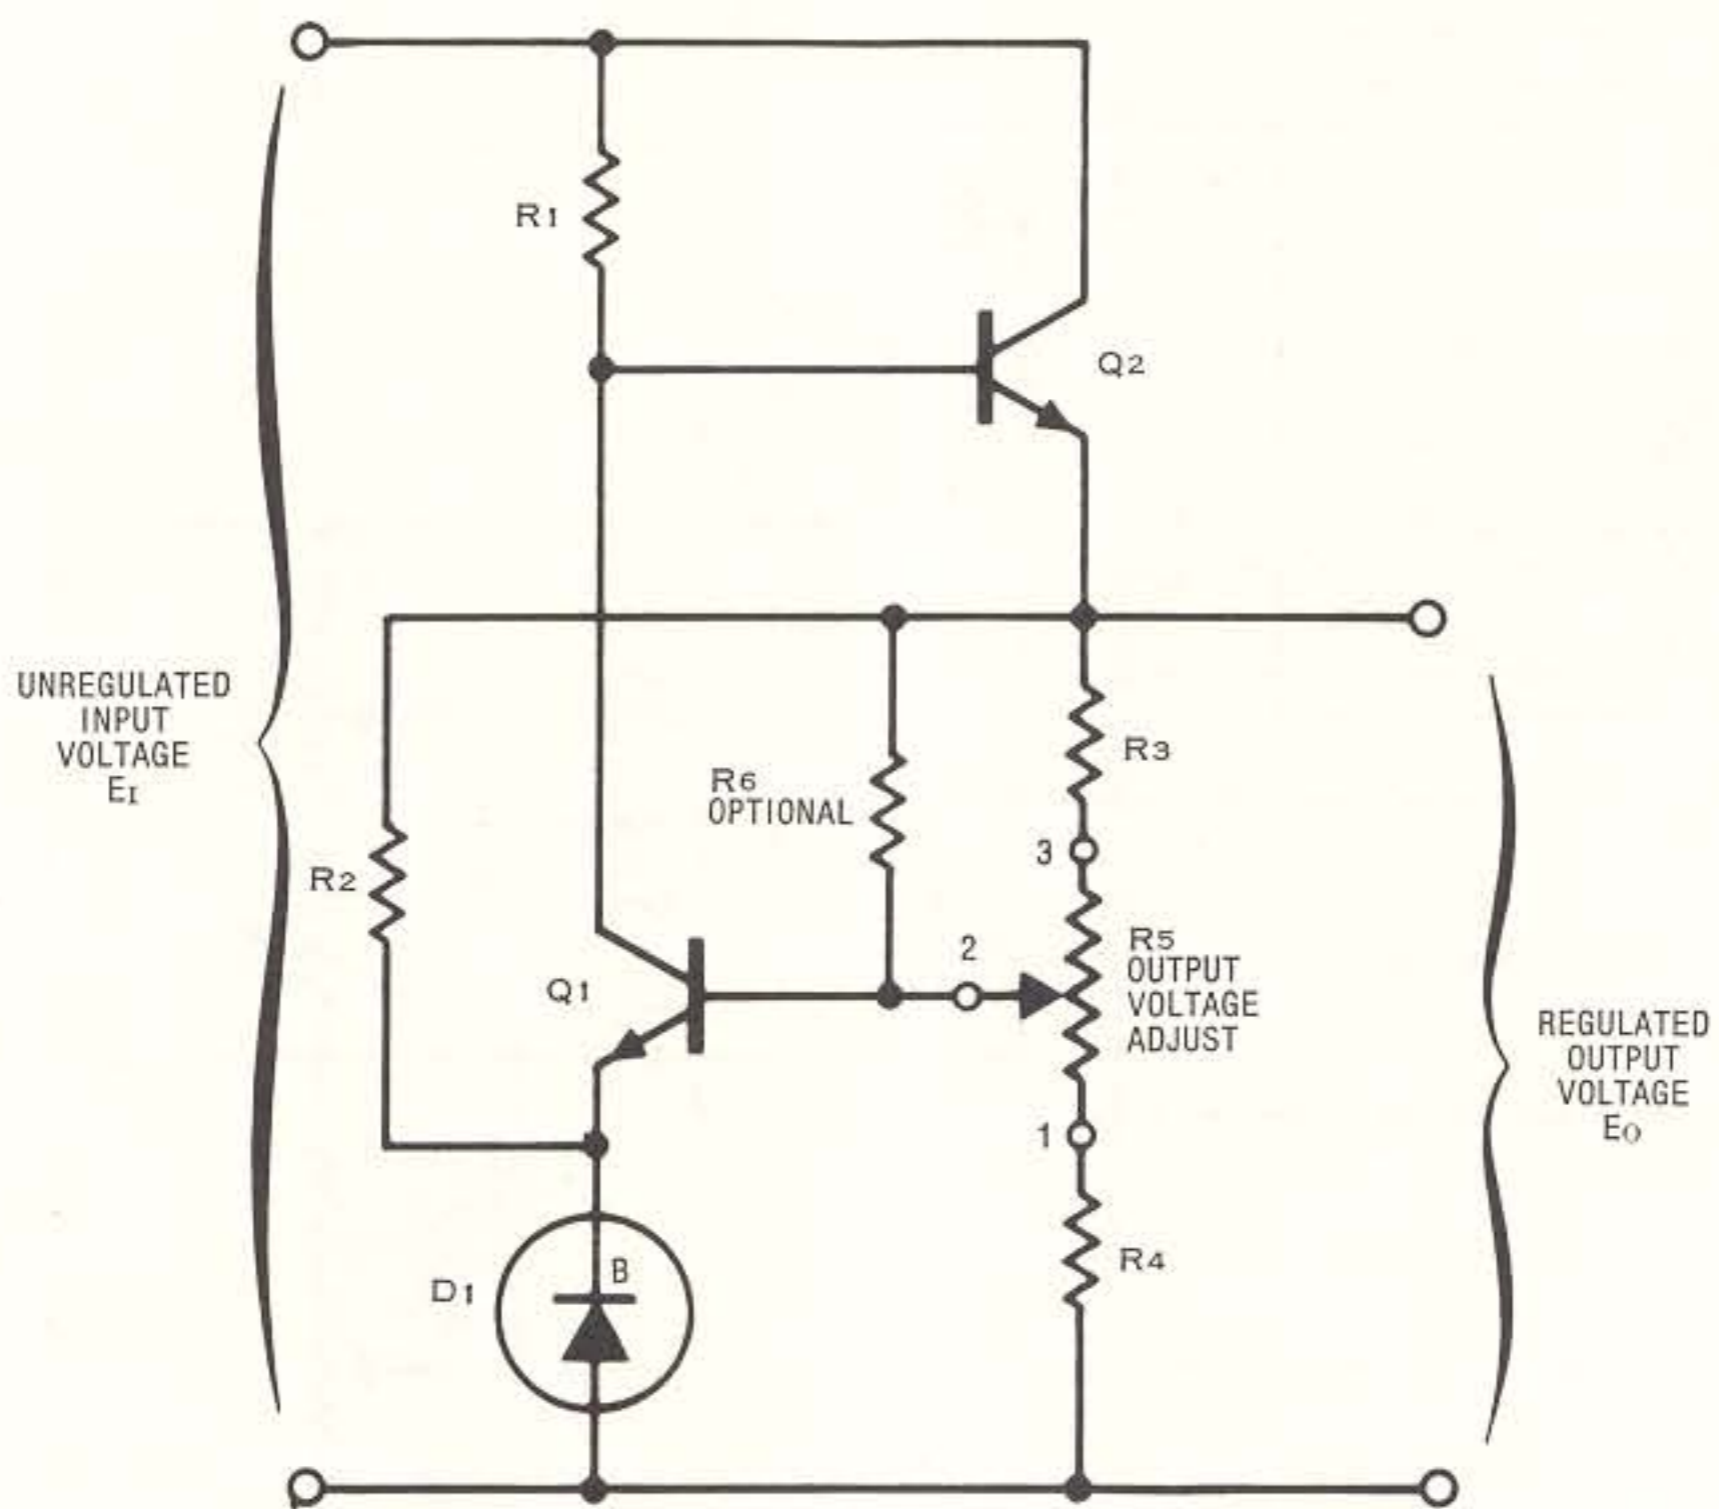 R1
Q2
UNREGULATED
INPUT
VOLTAGE
EI
R2
R6
OPTIONAL
R3
3
Q1
2
R5
OUTPUT
VOLTAGE
ADJUST
1
REGULATED
OUTPUT
VOLTAGE
EO
D1
B
R4